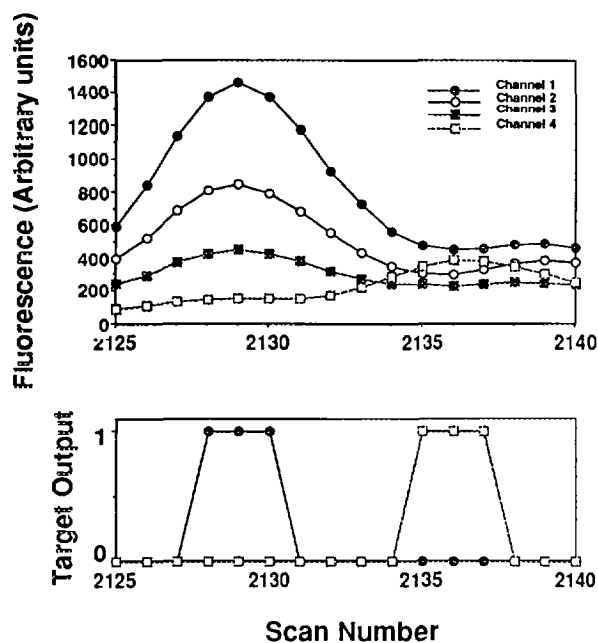 Fluorescence (Arbitrary units)
1600
1400
1200
1000
800
600
400
200
0
Channel 1
Channel 2
Channel 3
Channel 4
2125
2130
2135
2140
Target Output
1
0
2125
2130
2135
2140
Scan Number